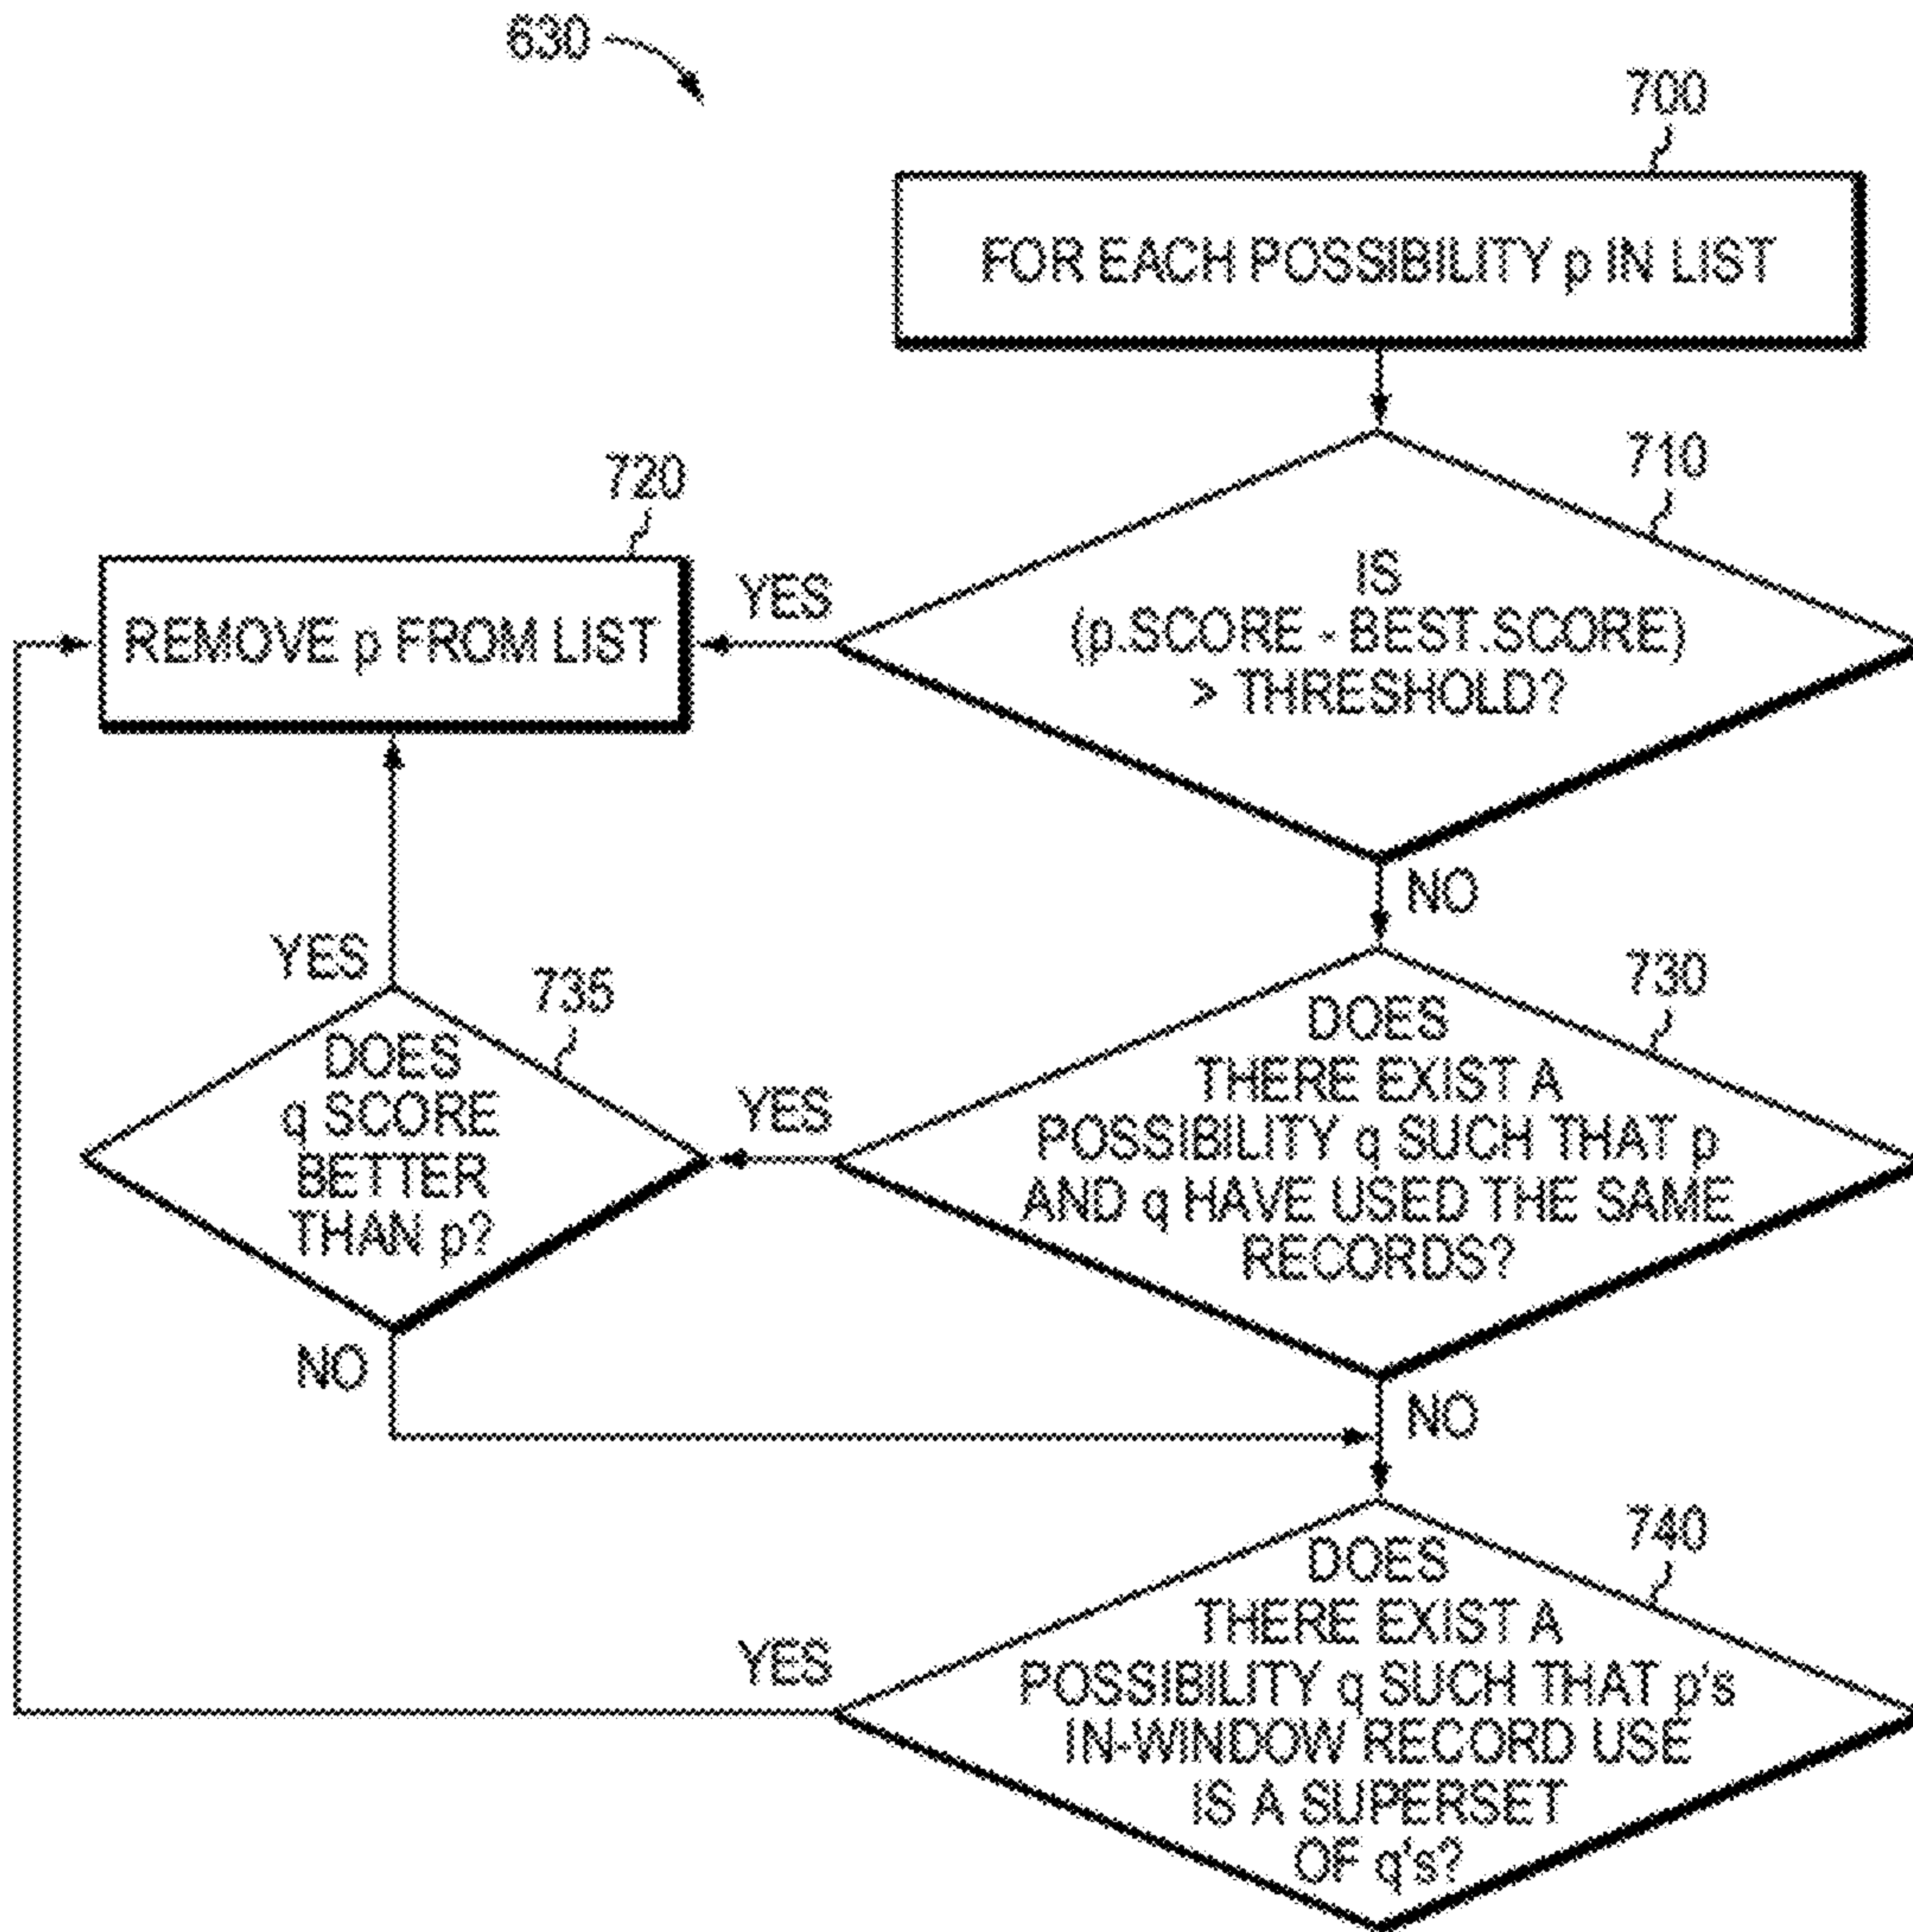 630
700
FOR EACH POSSIBILITY p IN LIST
710
IS
(p.SCORE - BEST.SCORE)
> THRESHOLD?
YES
720
REMOVE p FROM LIST
NO
730
DOES
THERE EXIST A
POSSIBILITY q SUCH THAT p
AND q HAVE USED THE SAME
RECORDS?
YES
735
DOES
q SCORE
BETTER
THAN p?
YES
NO
NO
740
DOES
THERE EXIST A
POSSIBILITY q SUCH THAT p's
IN-WINDOW RECORD USE
IS A SUPERSET
OF q's?
YES